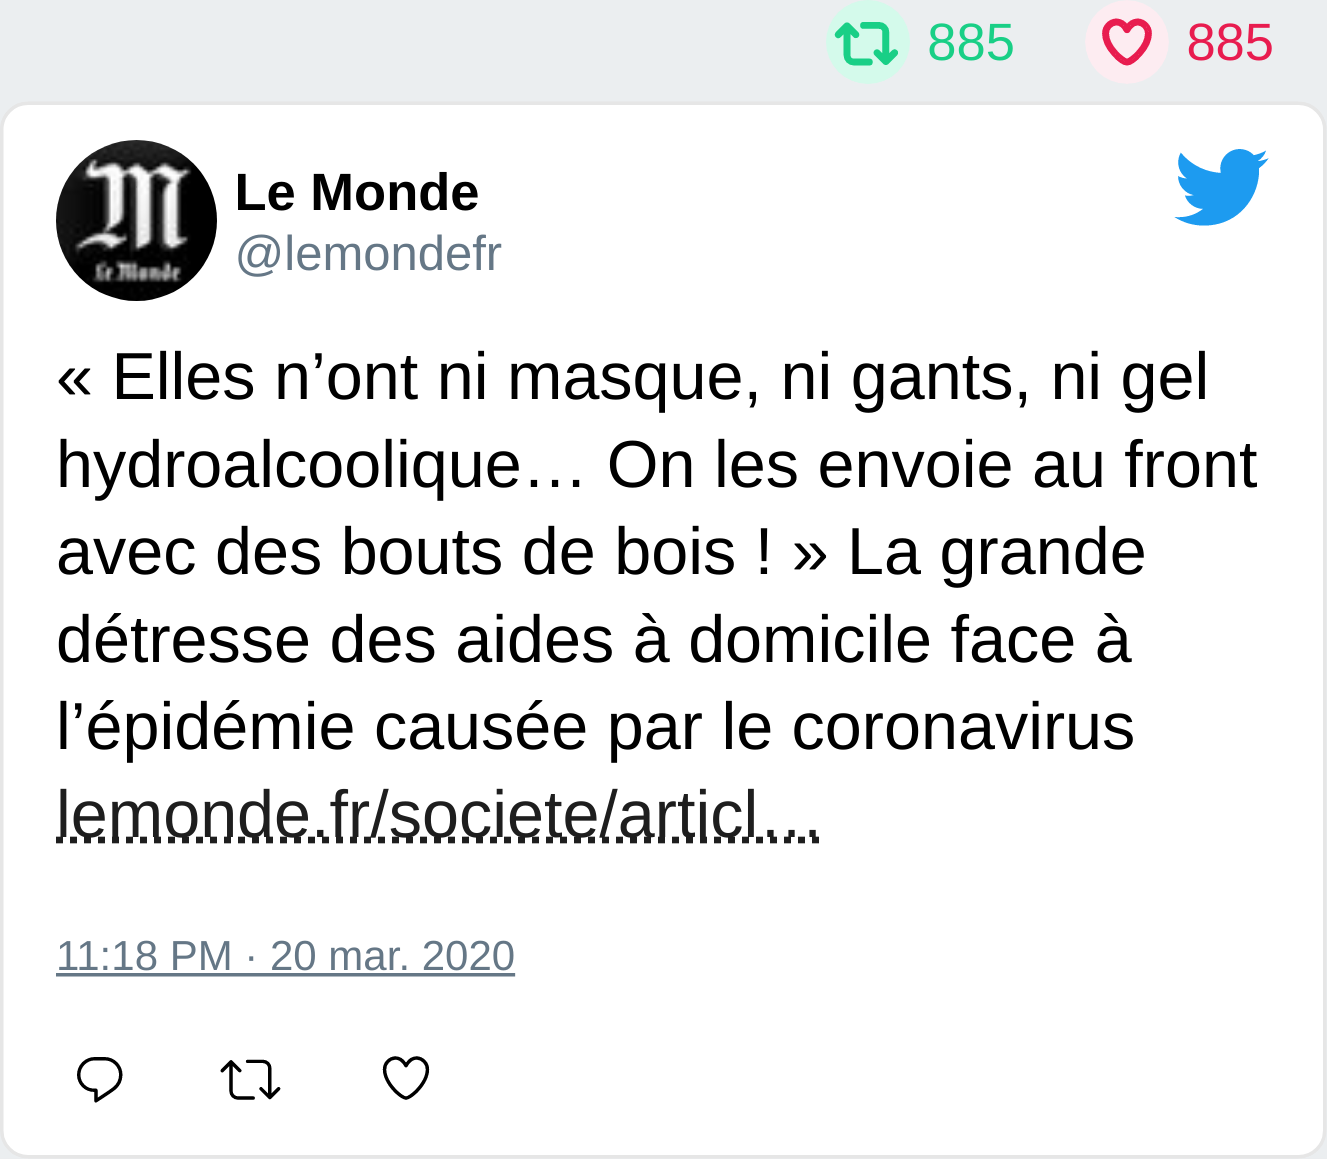 885 885
Le Monde
Le Monde
@lemondefr
« Elles n’ont ni masque, ni gants, ni gel
hydroalcoolique… On les envoie au front
avec des bouts de bois ! » La grande
détresse des aides à domicile face à
l’épidémie causée par le coronavirus
lemonde.fr/societe/articl…
11:18 PM · 20 mar. 2020